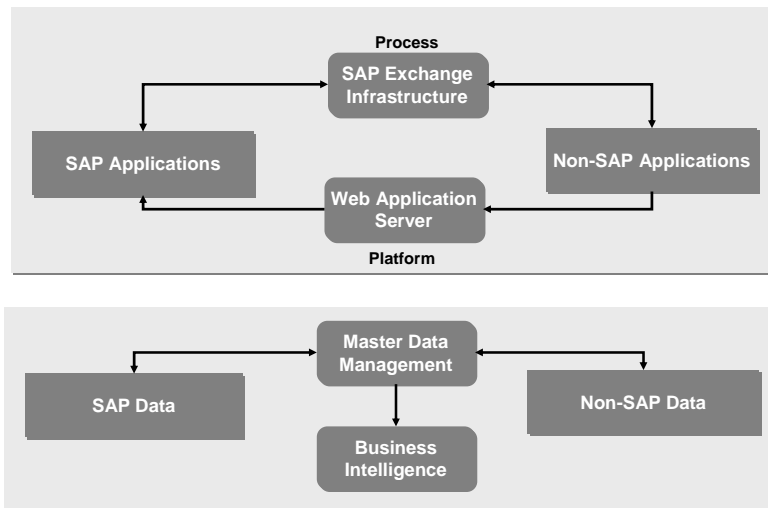 Process
SAP Exchange
Infrastructure
SAP Applications
Non-SAP Applications
Web Application
Server
Platform
Master Data
Management
SAP Data
Non-SAP Data
Business
Intelligence